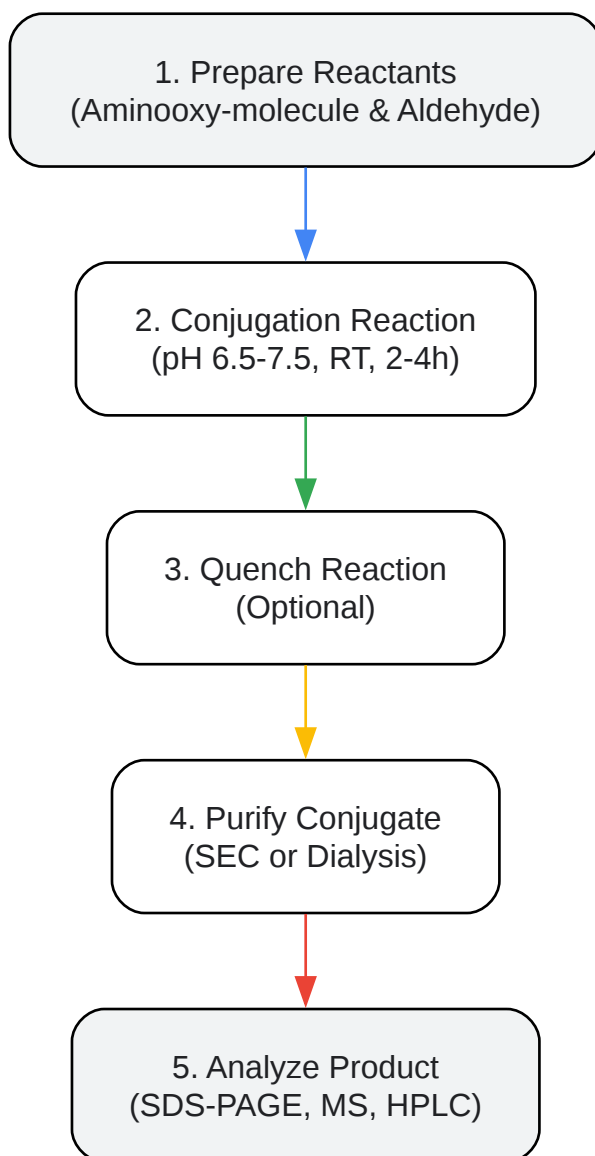 1. Prepare Reactants
(Aminooxy-molecule & Aldehyde)
2. Conjugation Reaction
(pH 6.5-7.5, RT, 2-4h)
3. Quench Reaction
(Optional)
4. Purify Conjugate
(SEC or Dialysis)
5. Analyze Product
(SDS-PAGE, MS, HPLC)